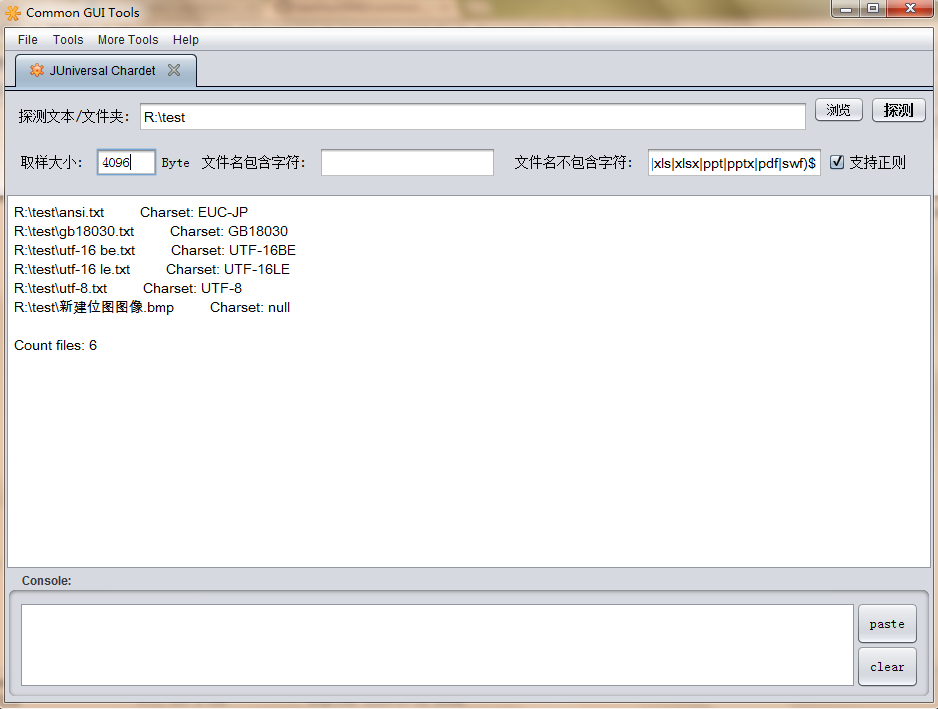 Common GUI Tools
File Tools More Tools Help
JUniversal Chardet
探测文本/文件夹: R:\test 浏览 探测
取样大小: 4096 Byte 文件名包含字符: 文件名不包含字符: |xls|xlsx|ppt|pptx|pdf|swf)$ 支持正则
R:\test\ansi.txt Charset: EUC-JP
R:\test\gb18030.txt Charset: GB18030
R:\test\utf-16 be.txt Charset: UTF-16BE
R:\test\utf-16 le.txt Charset: UTF-16LE
R:\test\utf-8.txt Charset: UTF-8
R:\test\新建位图图像.bmp Charset: null
Count files: 6
Console:
paste
clear